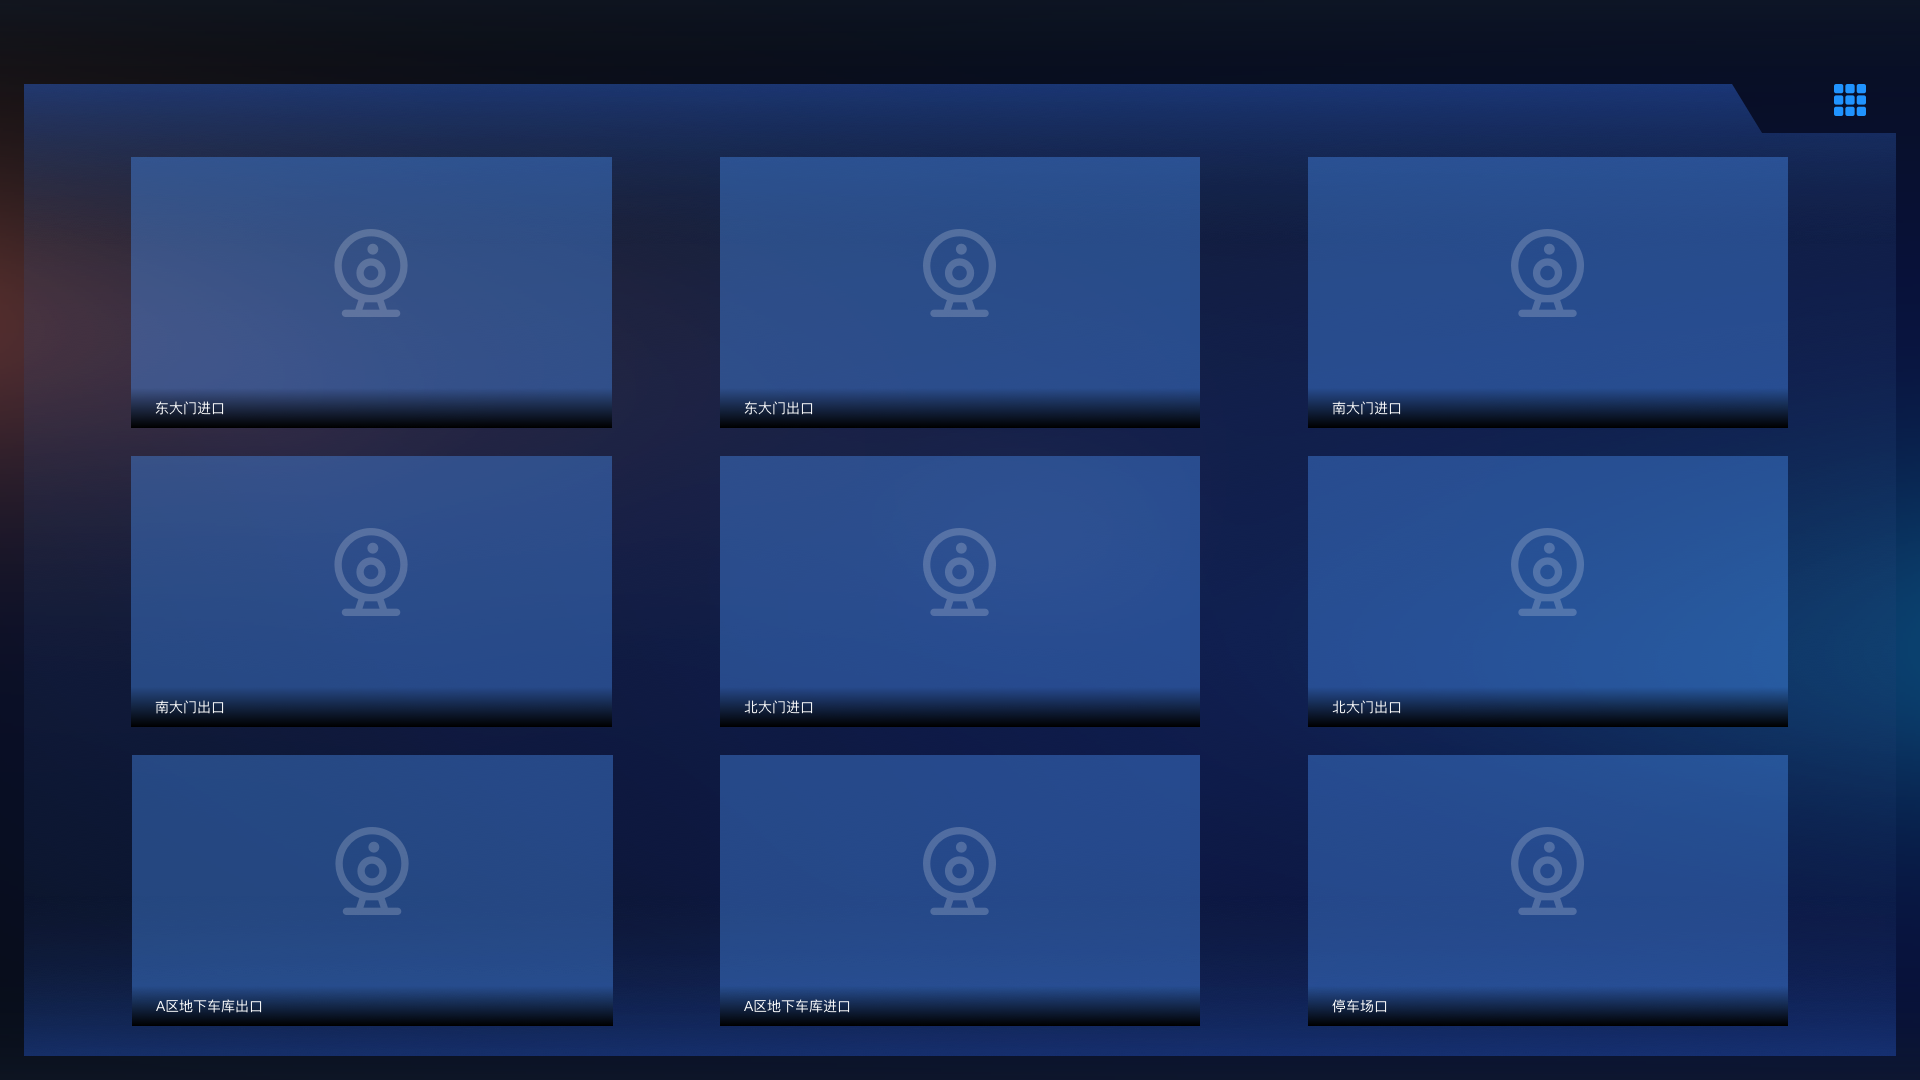 东大门进口
东大门出口
南大门进口
南大门出口
北大门进口
北大门出口
A区地下车库出口
A区地下车库进口
停车场口